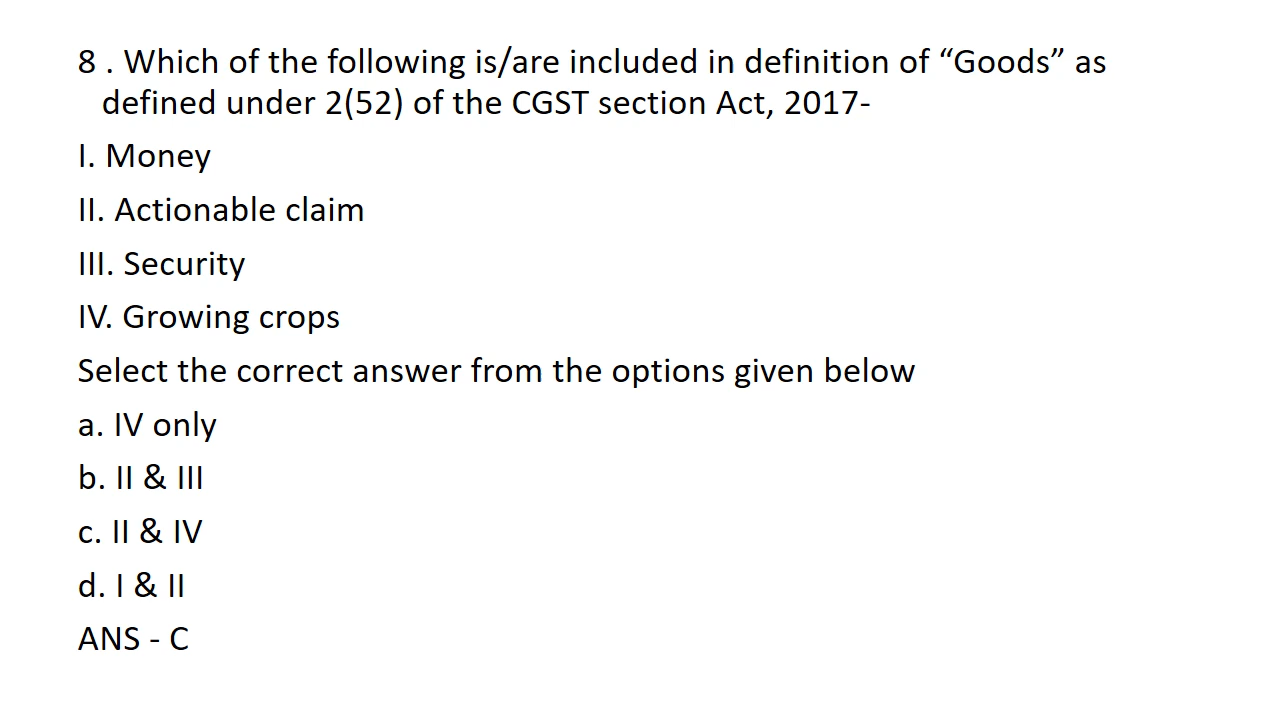 8 . Which of the following is/are included in definition of “Goods” as
defined under 2(52) of the CGST section Act, 2017-
I. Money
II. Actionable claim
III. Security
IV. Growing crops
Select the correct answer from the options given below
a. IV only
b. II & III
c. II & IV
d. I & II
ANS - C